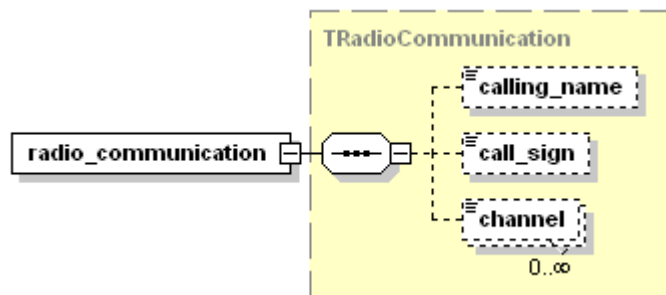 TRadioCommunication
calling_name
radio_communication
call_sign
channel
0..∞